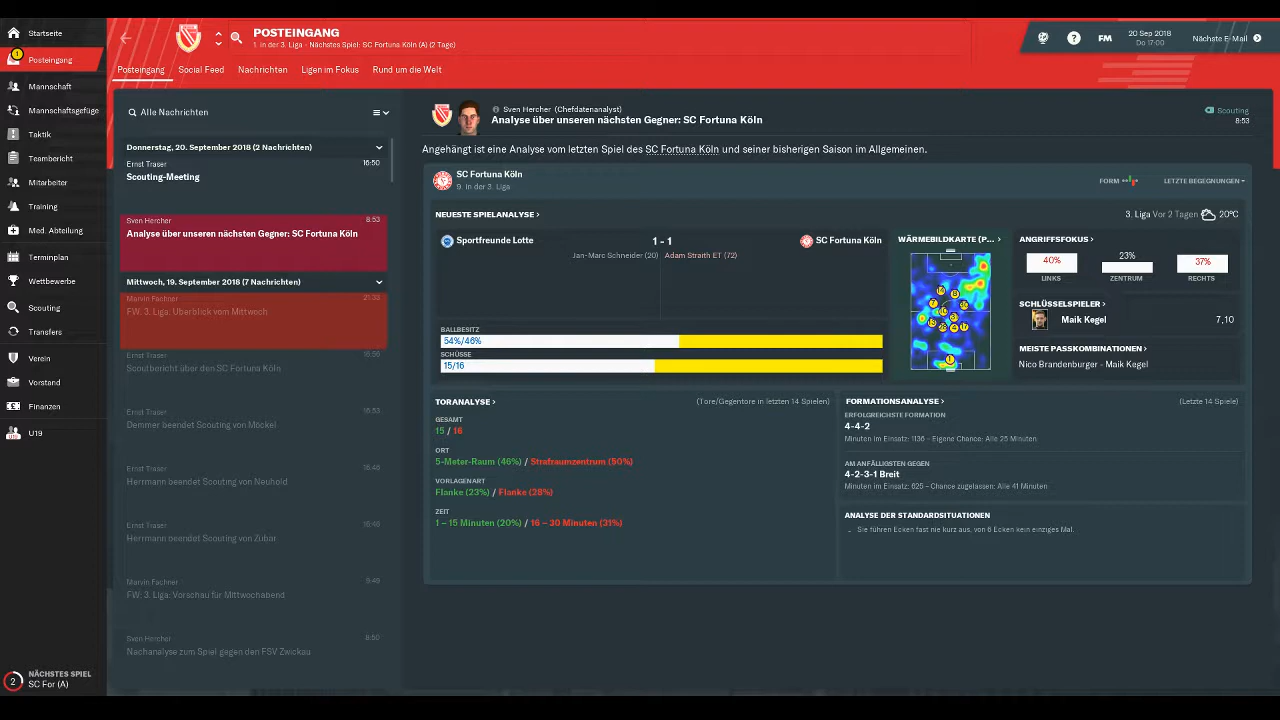 Startseite
1
Posteingang
Mannschaft
Mannschaftsgefüge
Taktik
Teambericht
Mitarbeiter
Training
Med. Abteilung
Terminplan
Wettbewerbe
Scouting
Transfers
Verein
Vorstand
Finanzen
U19
U19
2
NÄCHSTES SPIEL
SC For (A)
POSTEINGANG
1. in der 3. Liga - Nächstes Spiel: SC Fortuna Köln (A) (2 Tage)
?
FM
20 Sep 2018
Do 17:00
NÄCHSTE E-MAIL
Posteingang
Social Feed
Nachrichten
Ligen im Fokus
Rund um die Welt
Alle Nachrichten
Donnerstag, 20. September 2018 (2 Nachrichten)
Ernst Traser
16:50
Scouting-Meeting
Sven Hercher
8:53
Analyse über unseren nächsten Gegner: SC Fortuna Köln
Mittwoch, 19. September 2018 (7 Nachrichten)
Marvin Fachner
21:33
FW: 3. Liga: Überblick vom Mittwoch
Ernst Traser
Scoutbericht über den SC Fortuna Köln
Ernst Traser
16:53
Demmer beendet Scouting von Möckel
Ernst Traser
16:46
Herrmann beendet Scouting von Neuhold
Ernst Traser
16:46
Herrmann beendet Scouting von Zubar
Marvin Fachner
9:49
FW: 3. Liga: Vorschau für Mittwochabend
Sven Hercher
8:50
Nachanalyse zum Spiel gegen den FSV Zwickau
Sven Hercher (Chefdatenanalyst)
Analyse über unseren nächsten Gegner: SC Fortuna Köln
Scouting
8:53
Angehängt ist eine Analyse vom letzten Spiel des SC Fortuna Köln und seiner bisherigen Saison im Allgemeinen.
SC Fortuna Köln
9. in der 3. Liga
FORM
LETZTE BEGEGNUNGEN
NEUESTE SPIELANALYSE >
3. Liga Vor 2 Tagen
20°C
Sportfreunde Lotte
1 - 1
SC Fortuna Köln
Jan-Marc Schneider (20)
Adam Straith ET (72)
BALLBESITZ
54%/46%
SCHÜSSE
15/16
WÄRMEBILDKARTE (P... >
ANGRIFFSFOKUS >
40%
23%
37%
LINKS
ZENTRUM
RECHTS
SCHLÜSSELSPIELER >
Maik Kegel
7,10
MEISTE PASSKOMBINATIONEN >
Nico Brandenburger - Maik Kegel
TORANALYSE >
(Tore/Gegentore in letzten 14 Spielen)
GESAMT
15 / 16
ORT
5-Meter-Raum (46%) / Strafraumzentrum (50%)
VORLAGENART
Flanke (23%) / Flanke (28%)
ZEIT
1 – 15 Minuten (20%) / 16 – 30 Minuten (31%)
FORMATIONSANALYSE >
(Letzte 14 Spiele)
ERFOLGREICHSTE FORMATION
4-4-2
Minuten im Einsatz: 1136 - Eigene Chance: Alle 25 Minuten
AM ANFÄLLIGSTEN GEGEN
4-2-3-1 Breit
Minuten im Einsatz: 625 - Chance zugelassen: Alle 41 Minuten
ANALYSE DER STANDARDSITUATIONEN
Sie führen Ecken fast nie kurz aus, von 6 Ecken kein einziges Mal.